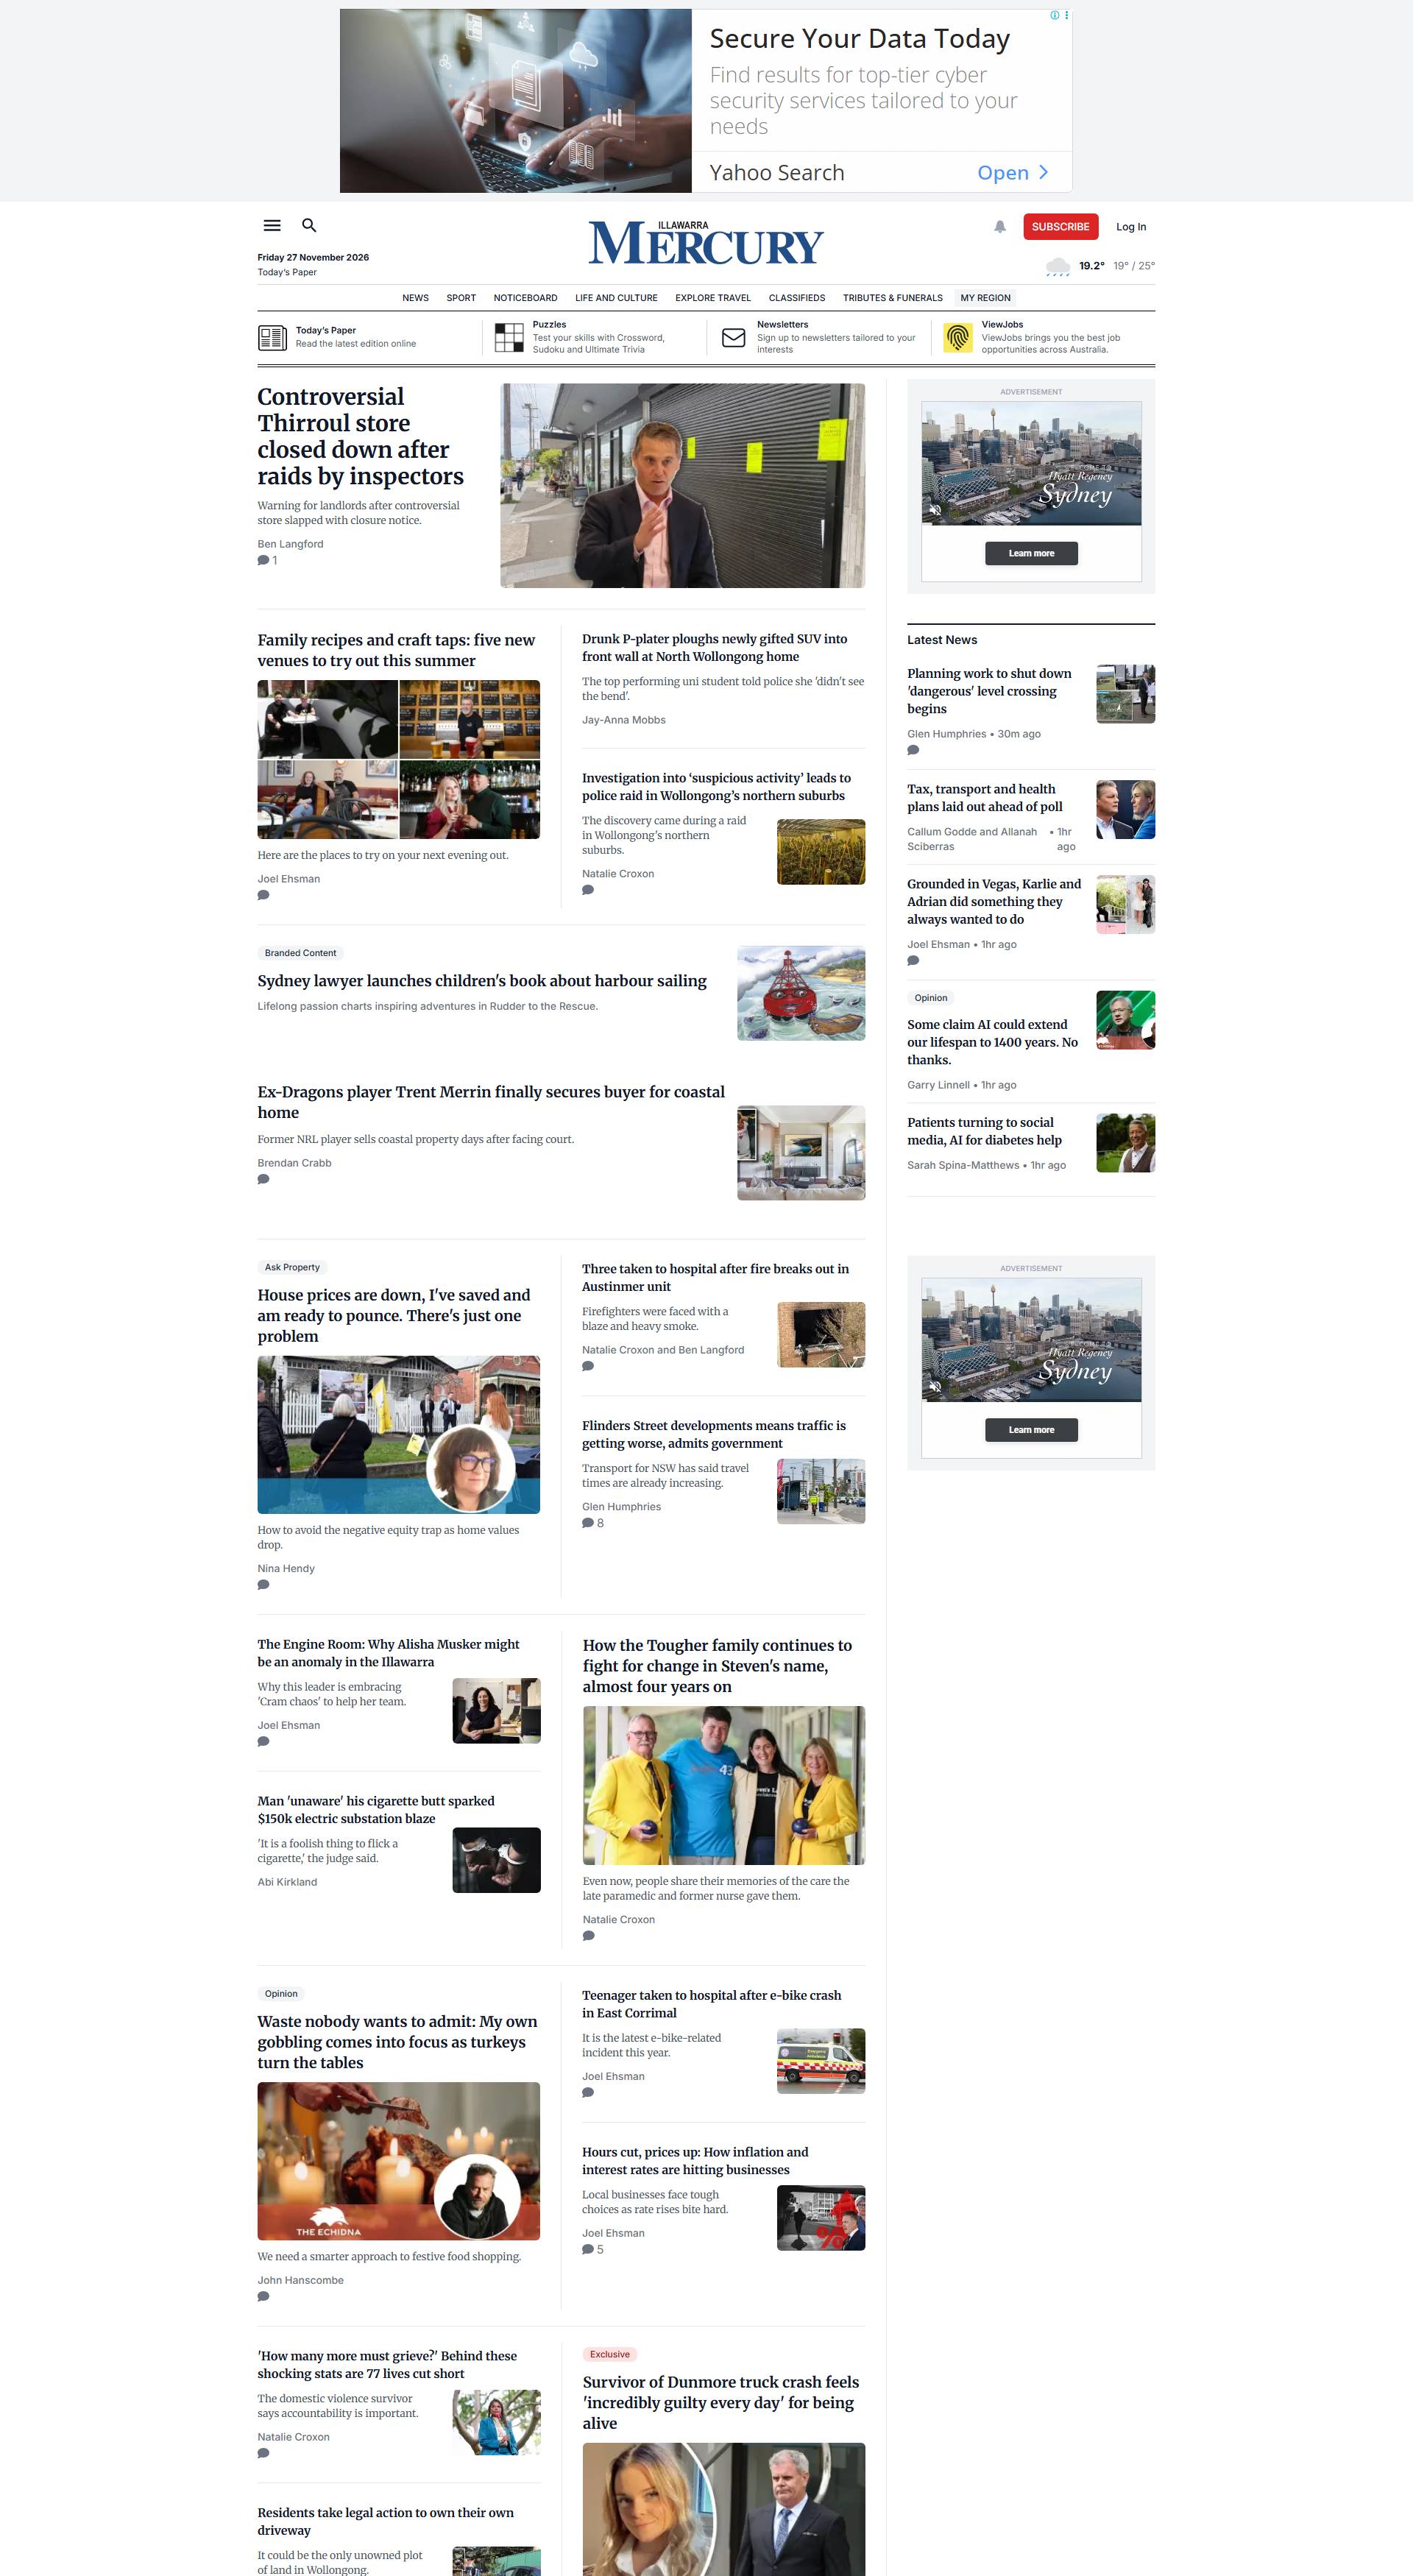 Secure Your Data Today
Find results for top-tier cyber
security services tailored to your
needs
Yahoo Search
Open
ILLAWARRA
MERCURY
SUBSCRIBE
Log In
Friday 27 November 2026
Today's Paper
19.2° 19° / 25°
NEWS SPORT NOTICEBOARD LIFE AND CULTURE EXPLORE TRAVEL CLASSIFIEDS TRIBUTES & FUNERALS MY REGION
Today's Paper
Read the latest edition online
Puzzles
Test your skills with Crossword,
Sudoku and Ultimate Trivia
Newsletters
Sign up to newsletters tailored to your
interests
ViewJobs
ViewJobs brings you the best job
opportunities across Australia.
Controversial
Thirroul store
closed down after
raids by inspectors
Warning for landlords after controversial
store slapped with closure notice.
Ben Langford
1
Family recipes and craft taps: five new
venues to try out this summer
Here are the places to try on your next evening out.
Joel Ehsman
Drunk P-plater ploughs newly gifted SUV into
front wall at North Wollongong home
The top performing uni student told police she 'didn't see
the bend'.
Jay-Anna Mobbs
Investigation into ‘suspicious activity’ leads to
police raid in Wollongong’s northern suburbs
The discovery came during a raid
in Wollongong's northern
suburbs.
Natalie Croxon
Branded Content
Sydney lawyer launches children's book about harbour sailing
Lifelong passion charts inspiring adventures in Rudder to the Rescue.
Ex-Dragons player Trent Merrin finally secures buyer for coastal
home
Former NRL player sells coastal property days after facing court.
Brendan Crabb
Ask Property
House prices are down, I've saved and
am ready to pounce. There's just one
problem
How to avoid the negative equity trap as home values
drop.
Nina Hendy
Three taken to hospital after fire breaks out in
Austinmer unit
Firefighters were faced with a
blaze and heavy smoke.
Natalie Croxon and Ben Langford
Flinders Street developments means traffic is
getting worse, admits government
Transport for NSW has said travel
times are already increasing.
Glen Humphries
8
The Engine Room: Why Alisha Musker might
be an anomaly in the Illawarra
Why this leader is embracing
'Cram chaos' to help her team.
Joel Ehsman
Man 'unaware' his cigarette butt sparked
$150k electric substation blaze
'It is a foolish thing to flick a
cigarette,' the judge said.
Abi Kirkland
How the Tougher family continues to
fight for change in Steven's name,
almost four years on
43
Even now, people share their memories of the care the
late paramedic and former nurse gave them.
Natalie Croxon
Opinion
Waste nobody wants to admit: My own
gobbling comes into focus as turkeys
turn the tables
THE ECHIDNA
We need a smarter approach to festive food shopping.
John Hanscombe
Teenager taken to hospital after e-bike crash
in East Corrimal
It is the latest e-bike-related
incident this year.
Joel Ehsman
Hours cut, prices up: How inflation and
interest rates are hitting businesses
Local businesses face tough
choices as rate rises bite hard.
Joel Ehsman
5
'How many more must grieve?' Behind these
shocking stats are 77 lives cut short
The domestic violence survivor
says accountability is important.
Natalie Croxon
Residents take legal action to own their own
driveway
It could be the only unowned plot
of land in Wollongong.
Exclusive
Survivor of Dunmore truck crash feels
'incredibly guilty every day' for being
alive
ADVERTISEMENT
Hyatt Regency
Sydney
Learn more
Latest News
Planning work to shut down
'dangerous' level crossing
begins
Glen Humphries • 30m ago
Tax, transport and health
plans laid out ahead of poll
Callum Godde and Allanah
Sciberras • 1hr
ago
Grounded in Vegas, Karlie and
Adrian did something they
always wanted to do
Joel Ehsman • 1hr ago
Opinion
Some claim AI could extend
our lifespan to 1400 years. No
thanks.
Garry Linnell • 1hr ago
Patients turning to social
media, AI for diabetes help
Sarah Spina-Matthews • 1hr ago
ADVERTISEMENT
Hyatt Regency
Sydney
Learn more